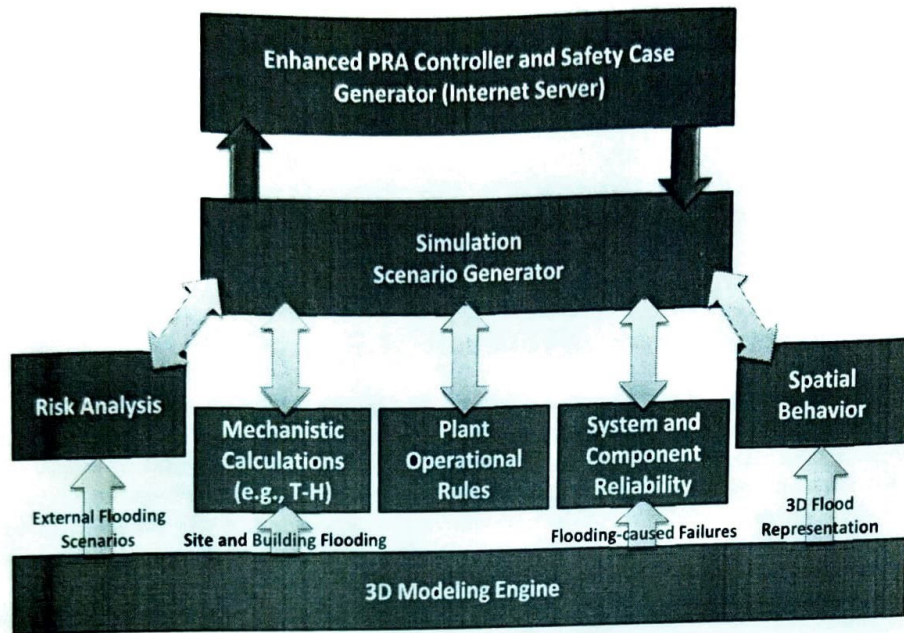 Enhanced PRA Controller and Safety Case
Generator (Internet Server)
Simulation
Scenario Generator
Risk Analysis
Mechanistic
Calculations
(e.g., T-H)
Plant
Operational
Rules
System and
Component
Reliability
Spatial
Behavior
External Flooding
Scenarios
Site and Building Flooding
Flooding-caused Failures
3D Flood
Representation
3D Modeling Engine